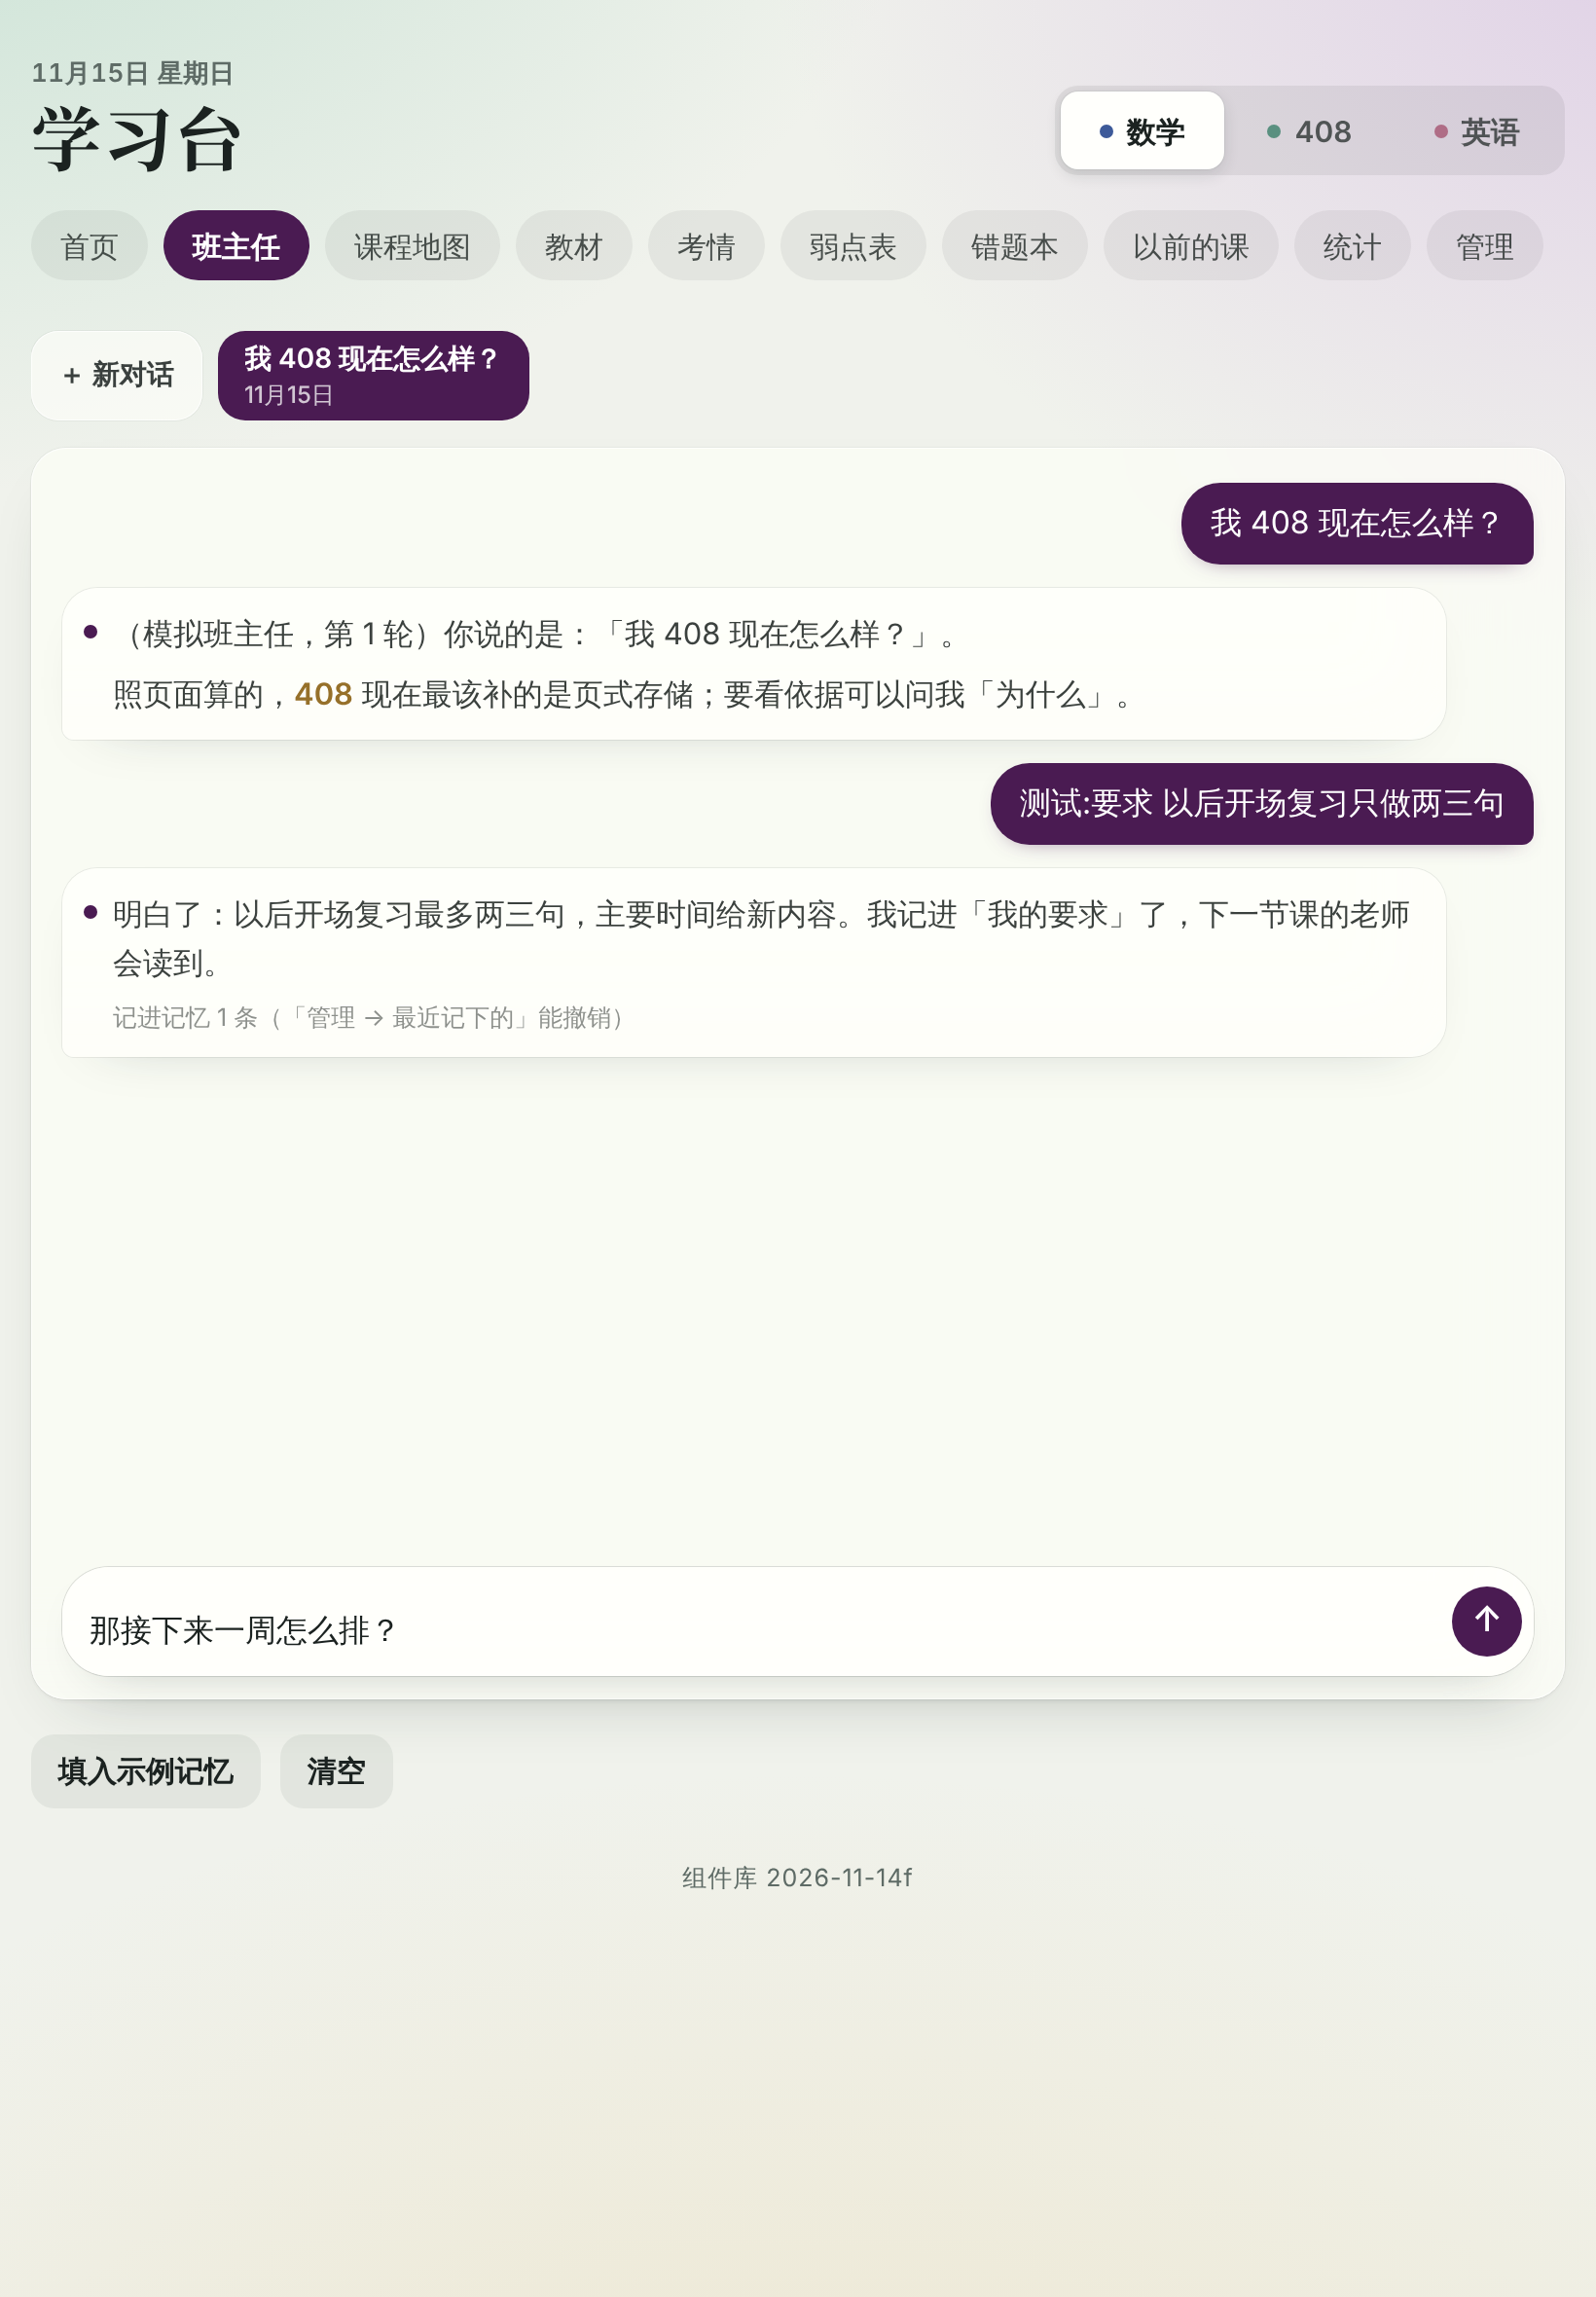 11月15日 星期日
学习台
数学
408
英语
首页
班主任
课程地图
教材
考情
弱点表
错题本
以前的课
统计
管理
+ 新对话
我 408 现在怎么样？
11月15日
我 408 现在怎么样？
（模拟班主任，第 1 轮）你说的是：「我 408 现在怎么样？」。
照页面算的，408 现在最该补的是页式存储；要看依据可以问我「为什么」。
测试:要求 以后开场复习只做两三句
明白了：以后开场复习最多两三句，主要时间给新内容。我记进「我的要求」了，下一节课的老师
会读到。
记进记忆 1 条（「管理 → 最近记下的」能撤销）
那接下来一周怎么排？
填入示例记忆
清空
组件库 2026-11-14f